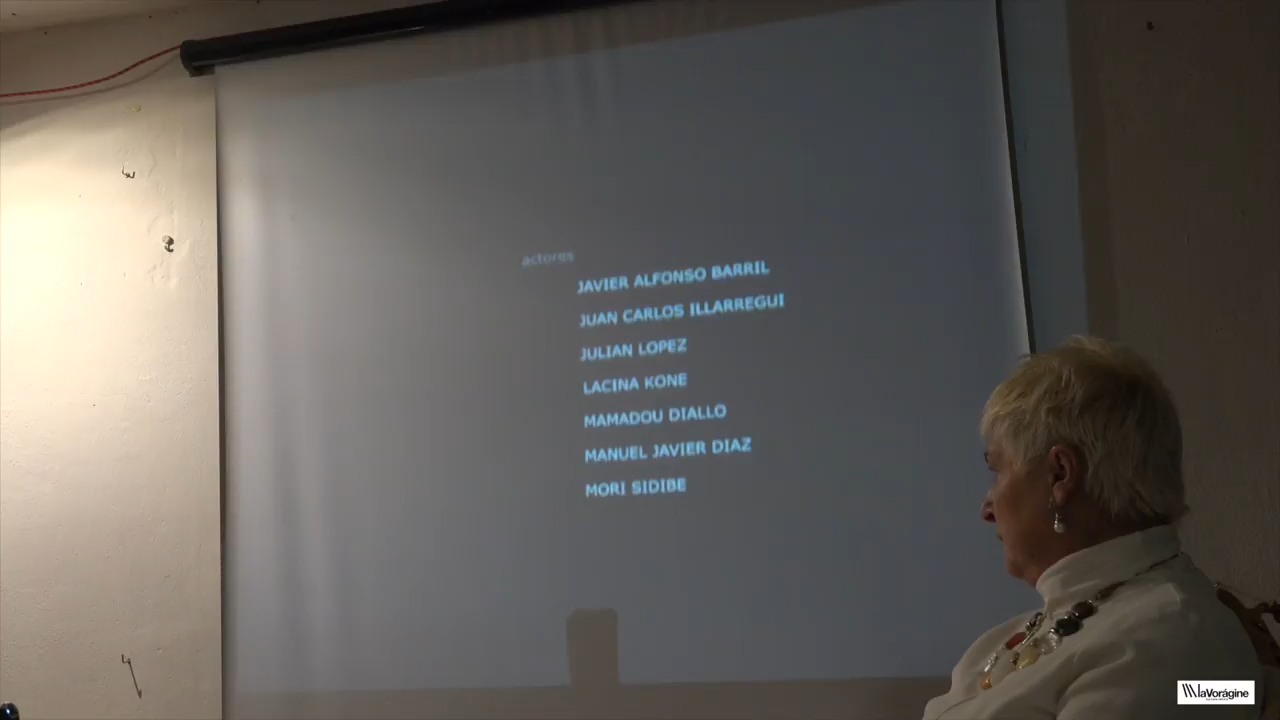 actores
JAVIER ALFONSO BARRIL
JUAN CARLOS ILLARREGUI
JULIAN LOPEZ
LACINA KONE
MAMADOU DIALLO
MANUEL JAVIER DIAZ
MORI SIDIBE
laVorágine